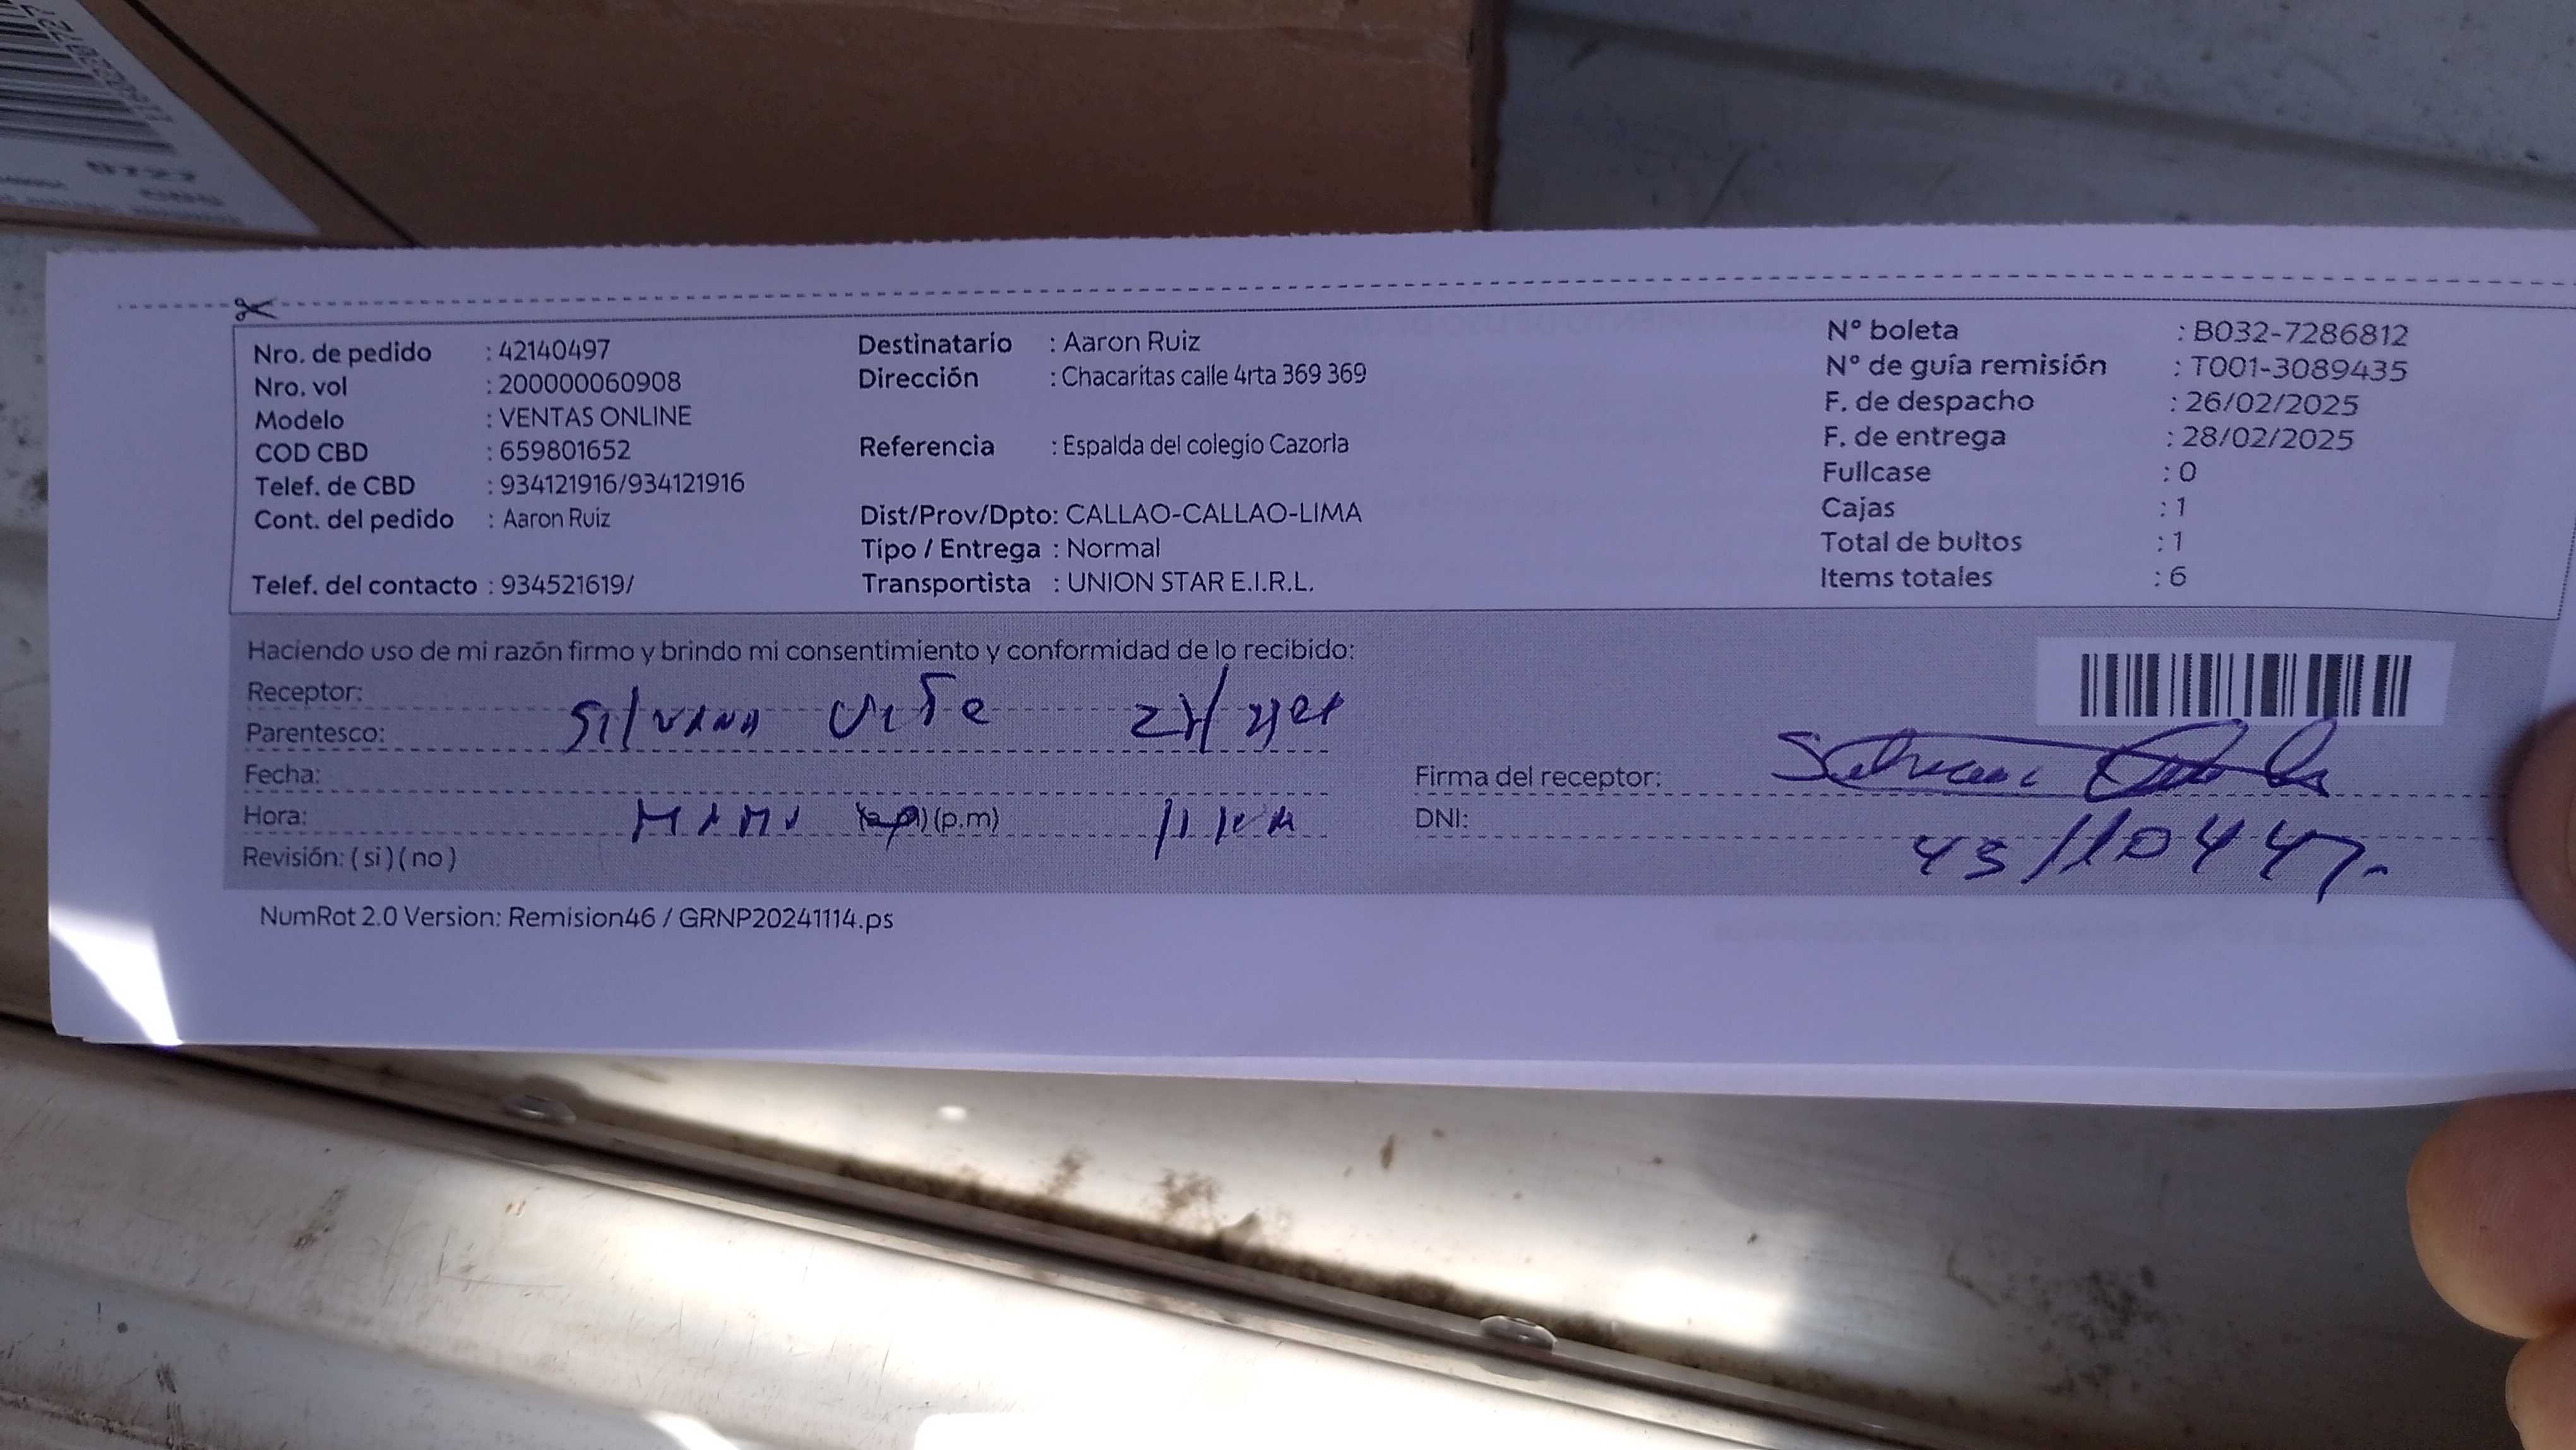 Nro. de pedido : 42140497
Nro. vol : 200000060908
Modelo : VENTAS ONLINE
COD CBD : 659801652
Telef. de CBD : 934121916/934121916
Cont. del pedido : Aaron Ruiz
Telef. del contacto : 934521619/
Destinatario : Aaron Ruiz
Dirección : Chacaritas calle 4rta 369 369
Referencia : Espalda del colegio Cazorla
Dist/Prov/Dpto: CALLAO-CALLAO-LIMA
Tipo / Entrega : Normal
Transportista : UNION STAR E.I.R.L.
N° boleta : B032-7286812
N° de guía remisión : T001-3089435
F. de despacho : 26/02/2025
F. de entrega : 28/02/2025
Fullcase : 0
Cajas : 1
Total de bultos : 1
Items totales : 6
Haciendo uso de mi razón firmo y brindo mi consentimiento y conformidad de lo recibido:
Receptor:
Parentesco: SILVANA
Fecha:
Hora: (p.m)
Revisión: (si) (no)
Firma del receptor:
DNI: 43110447
NumRot 2.0 Version: Remision46 / GRNP20241114.ps